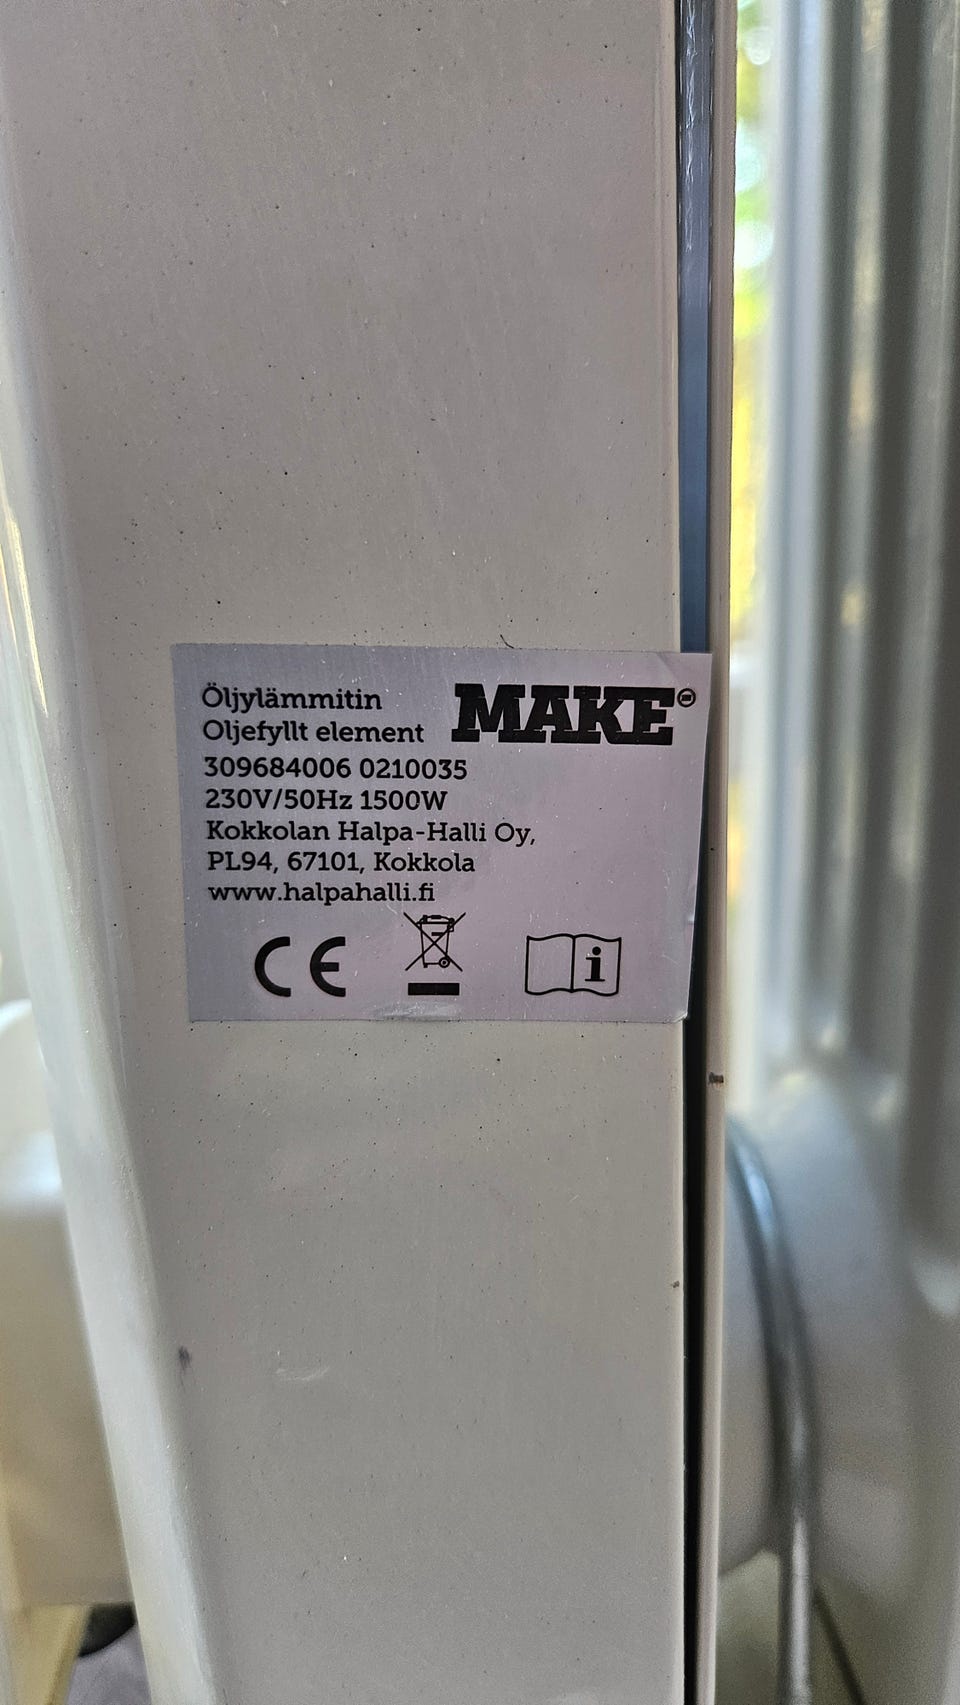 Öljylämmitin
Oljefyllt element
MAKE
309684006 0210035
230V/50Hz 1500W
Kokkolan Halpa-Halli Oy,
PL94, 67101, Kokkola
www.halpahalli.fi
CE
i